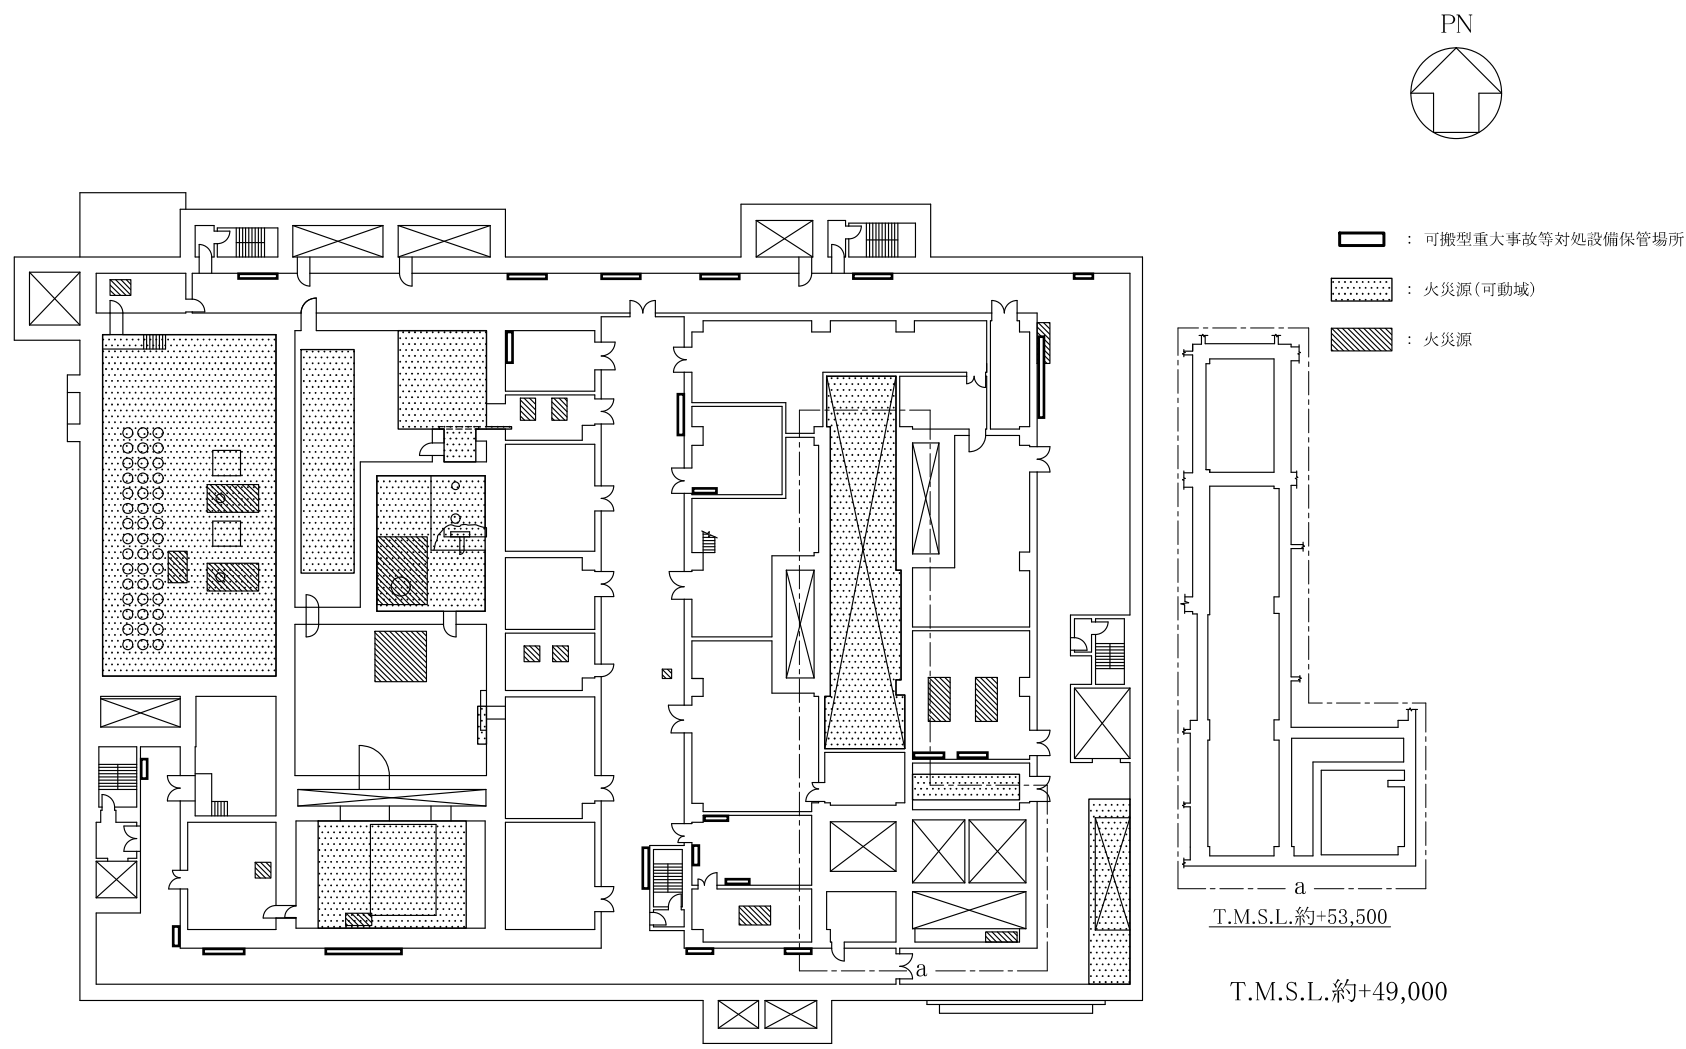 PN
： 可搬型重大事故等対処設備保管場所
： 火災源(可動域)
： 火災源
a
T.M.S.L.約+53,500
a
T.M.S.L.約+49,000